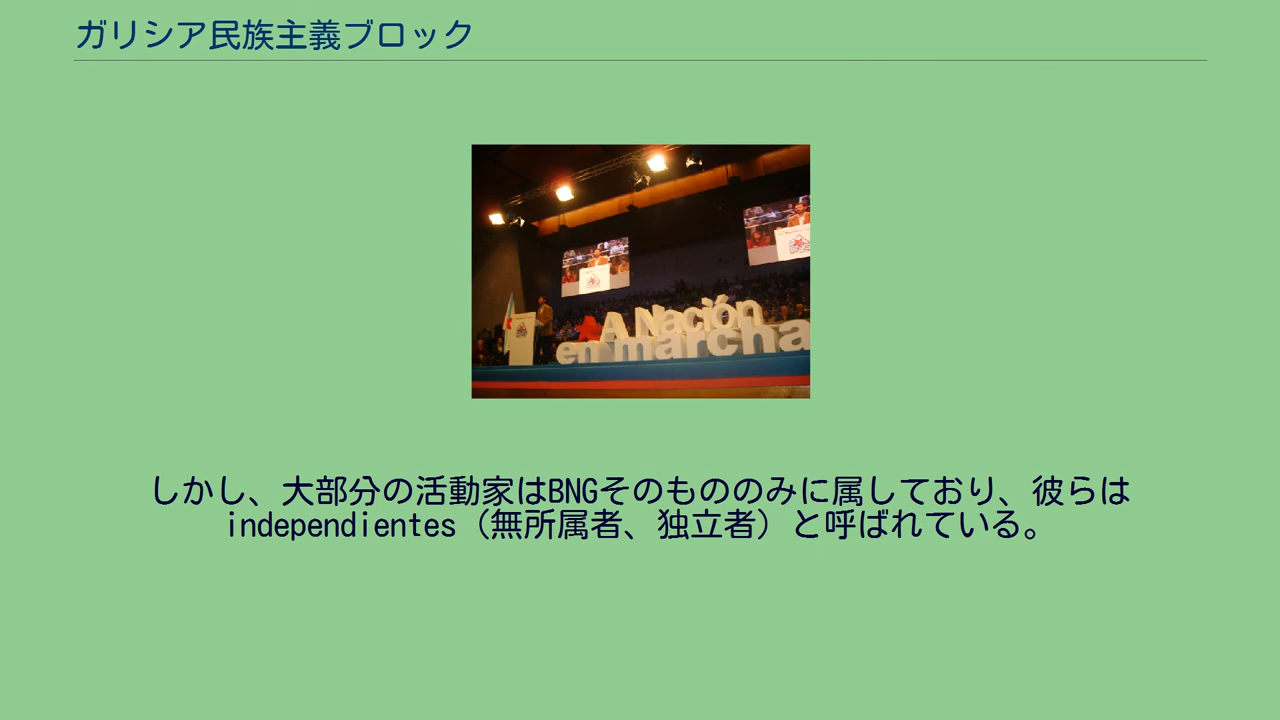 ガリシア民族主義ブロック
A Nación
en marcha
しかし、大部分の活動家はBNGそのもののみに属しており、彼らは
independientes（無所属者、独立者）と呼ばれている。